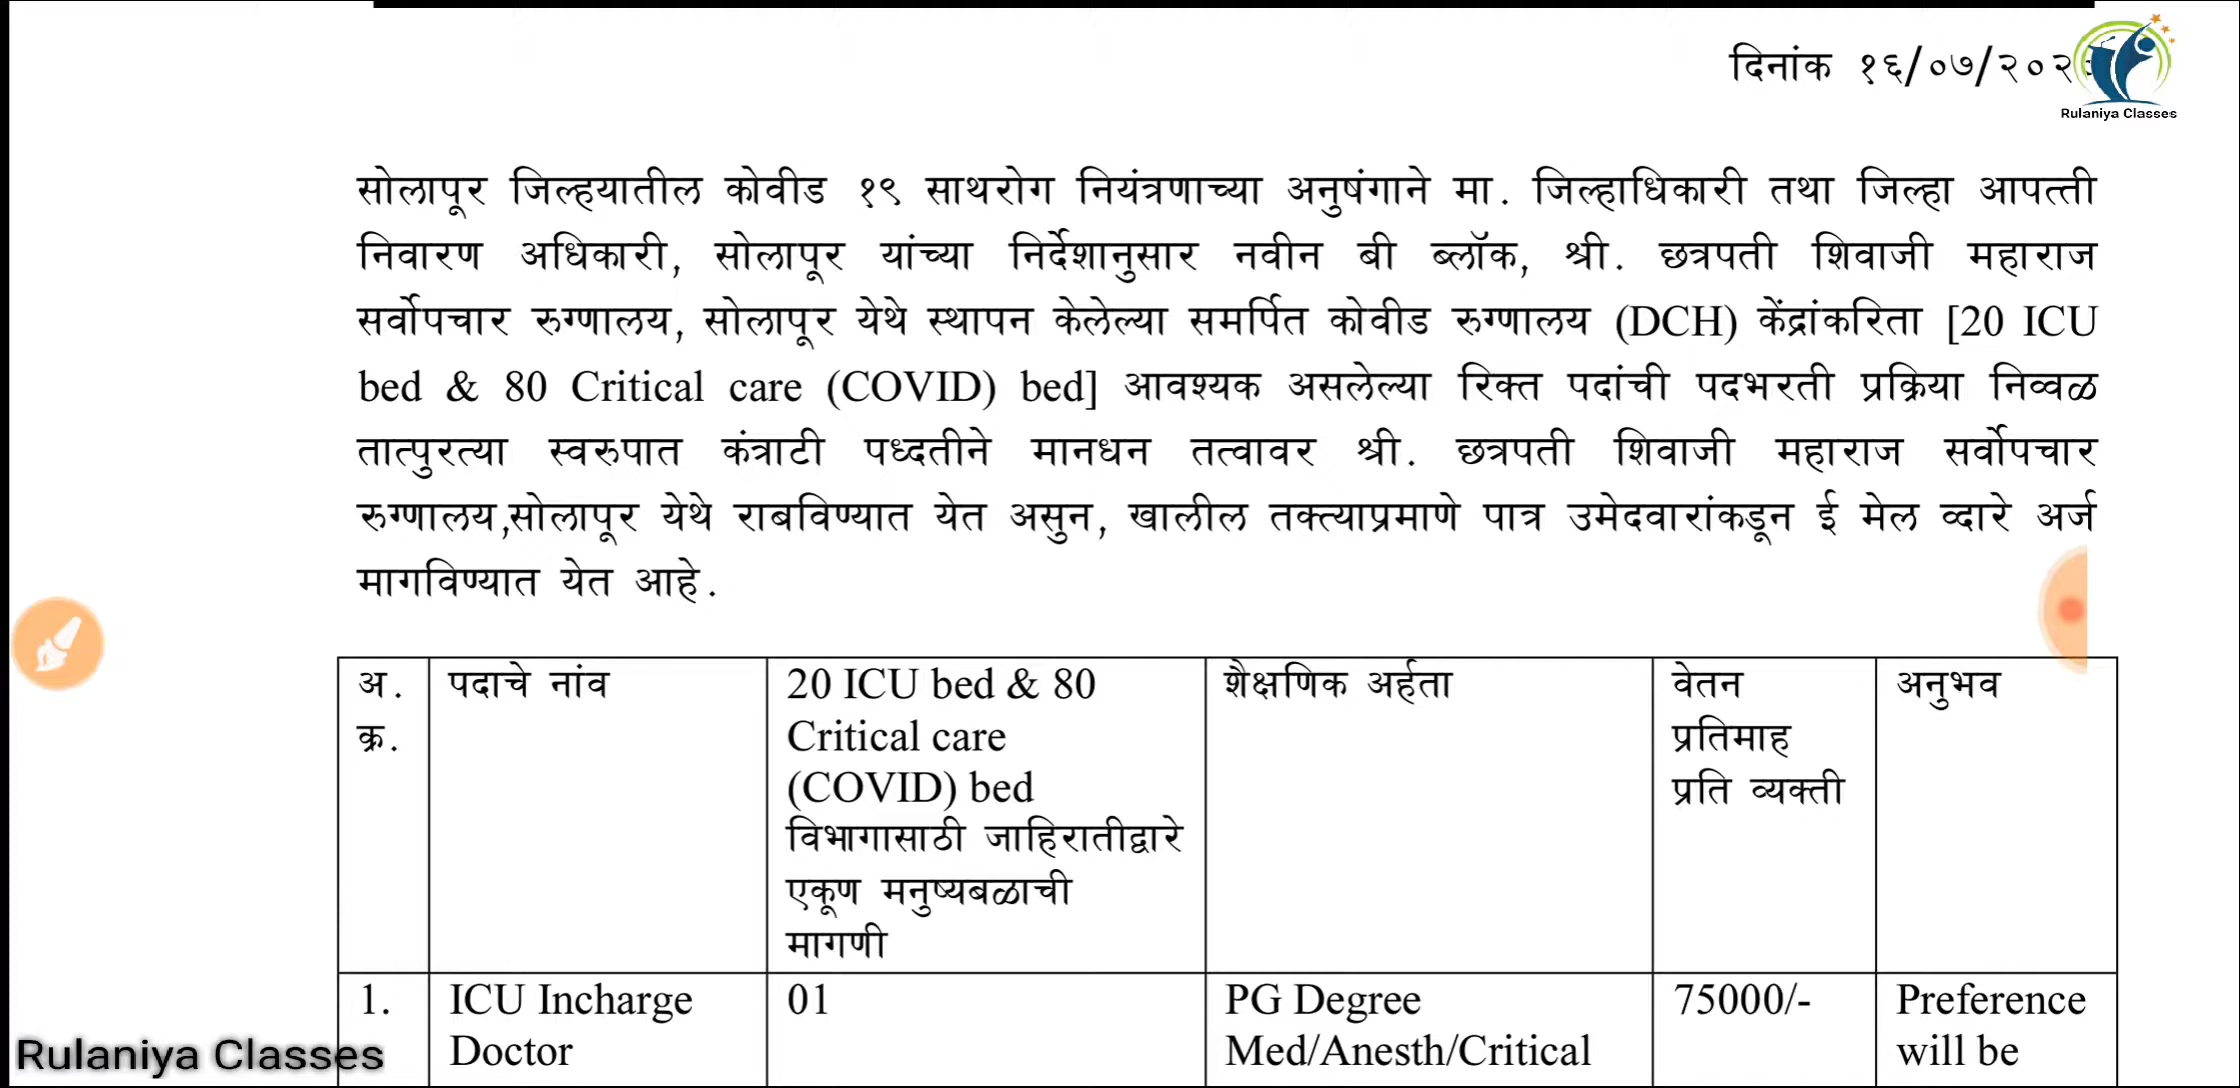 दिनांक १६/०७/२०२
Rulaniya Classes
सोलापूर जिल्हयातील कोवीड १९ साथरोग नियंत्रणाच्या अनुषंगाने मा. जिल्हाधिकारी तथा जिल्हा आपत्ती
निवारण अधिकारी, सोलापूर यांच्या निर्देशानुसार नवीन बी ब्लॉक, श्री. छत्रपती शिवाजी महाराज
सर्वोपचार रुग्णालय, सोलापूर येथे स्थापन केलेल्या समर्पित कोवीड रुग्णालय (DCH) केंद्रांकरिता [20 ICU
bed & 80 Critical care (COVID) bed] आवश्यक असलेल्या रिक्त पदांची पदभरती प्रक्रिया निव्वळ
तात्पुरत्या स्वरुपात कंत्राटी पध्दतीने मानधन तत्वावर श्री. छत्रपती शिवाजी महाराज सर्वोपचार
रुग्णालय,सोलापूर येथे राबविण्यात येत असुन, खालील तक्त्याप्रमाणे पात्र उमेदवारांकडून ई मेल व्दारे अर्ज
मागविण्यात येत आहे.
अ. पदाचे नांव 20 ICU bed & 80 शैक्षणिक अर्हता वेतन अनुभव
क्र. Critical care प्रतिमाह
(COVID) bed प्रति व्यक्ती
विभागासाठी जाहिरातीद्वारे
एकूण मनुष्यबळाची
मागणी
1. ICU Incharge 01 PG Degree 75000/- Preference
Doctor Med/Anesth/Critical will be
Rulaniya Classes